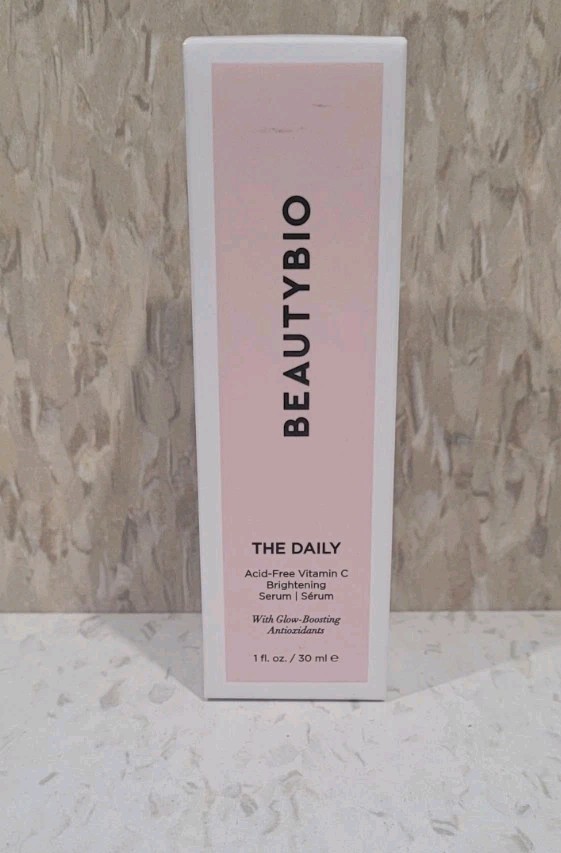 BEAUTYBIO
THE DAILY
Acid-Free Vitamin C
Brightening
Serum | Sérum
With Glow-Boosting
Antioxidants
1 fl. oz. / 30 ml ℮